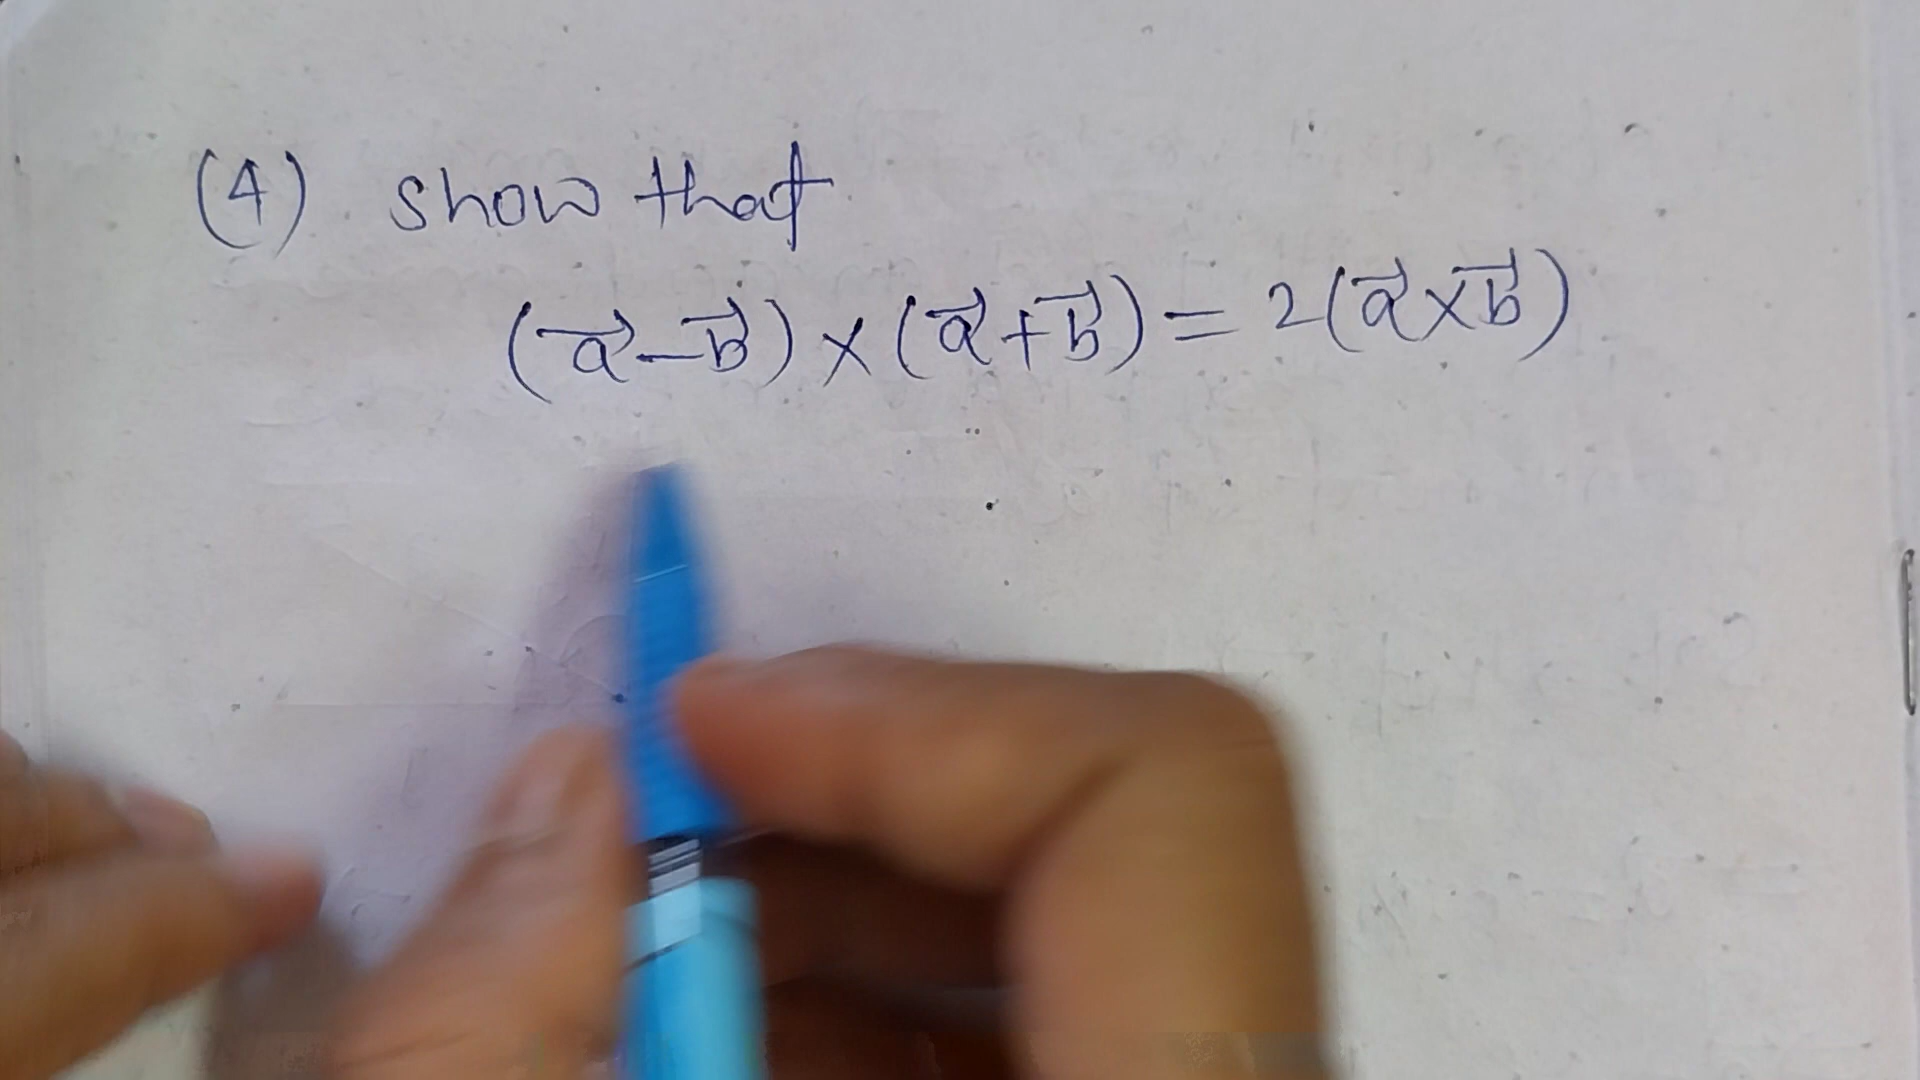 (4) show that
(a⃗-b⃗)×(a⃗+b⃗)= 2(a⃗×b⃗)